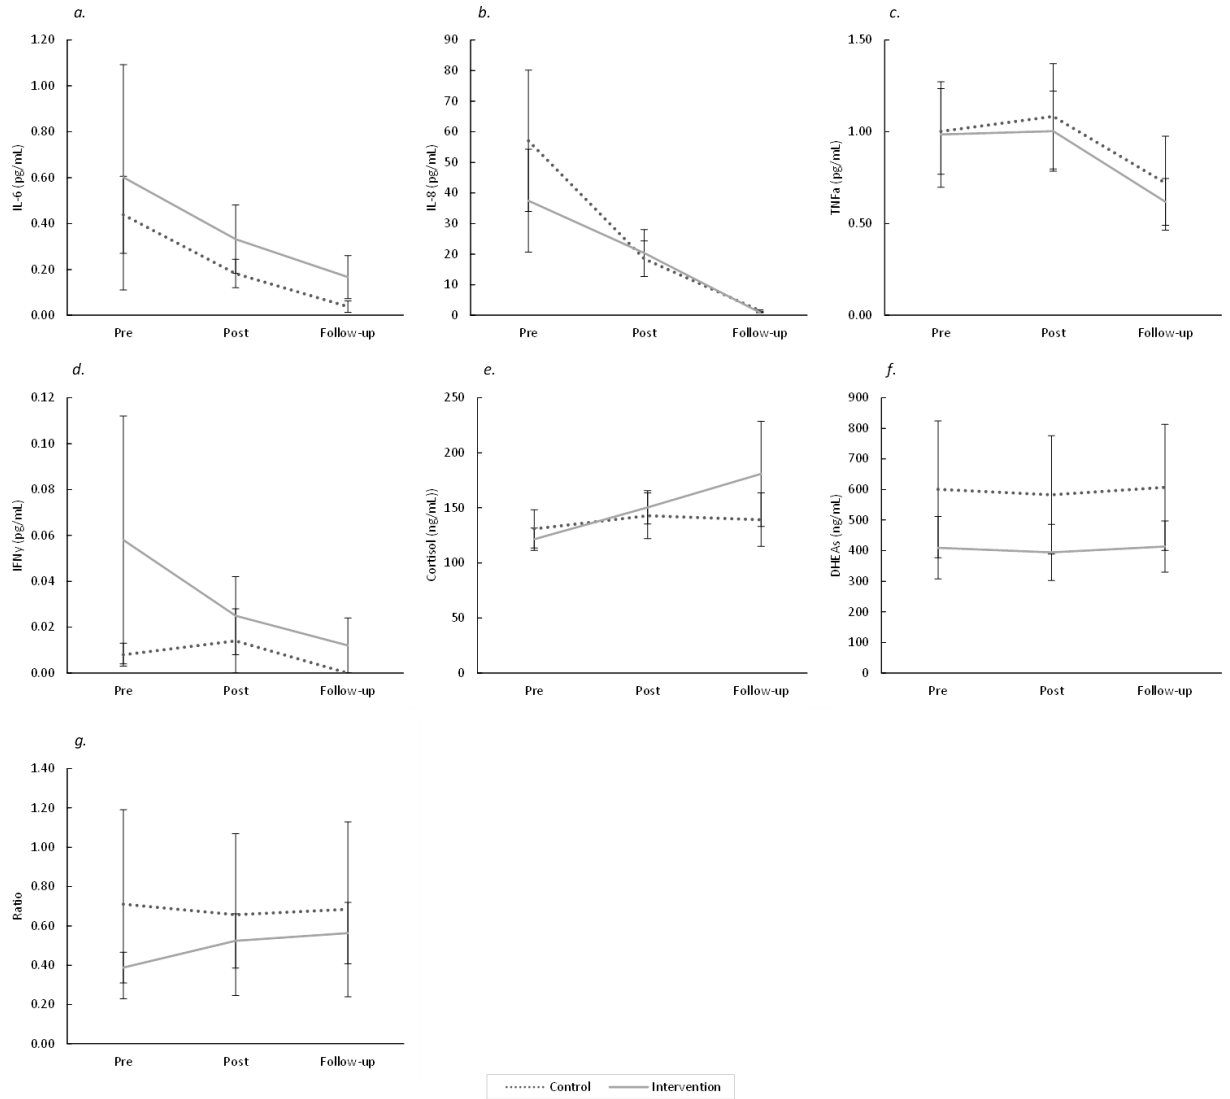 a.
1.20
1.00
0.80
0.60
0.40
0.20
0.00
IL-6 (pg/mL)
Pre Post Follow-up
b.
90
80
70
60
50
40
30
20
10
0
IL-8 (pg/mL)
Pre Post Follow-up
c.
1.50
1.00
0.50
0.00
TNFa (pg/mL)
Pre Post Follow-up
d.
0.12
0.10
0.08
0.06
0.04
0.02
0.00
IFNy (pg/mL)
Pre Post Follow-up
e.
250
200
150
100
50
0
Cortisol (ng/mL))
Pre Post Follow-up
f.
900
800
700
600
500
400
300
200
100
0
DHEAs (ng/mL)
Pre Post Follow-up
g.
1.40
1.20
1.00
0.80
0.60
0.40
0.20
0.00
Ratio
Pre Post Follow-up
Control Intervention